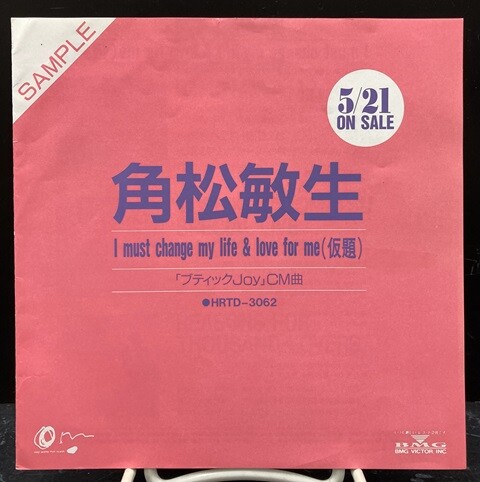 SAMPLE
5/21
ON SALE
角松敏生
I must change my life & love for me(仮題)
「ブティックJoy」CM曲
●HRTD-3062
BMG
BMG VICTOR INC.